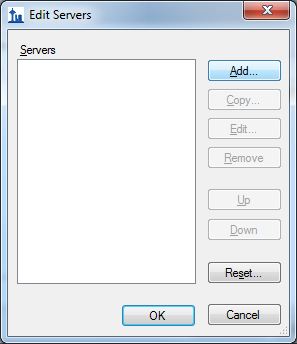 Edit Servers
Servers
Add...
Copy...
Edit...
Remove
Up
Down
Reset...
OK
Cancel